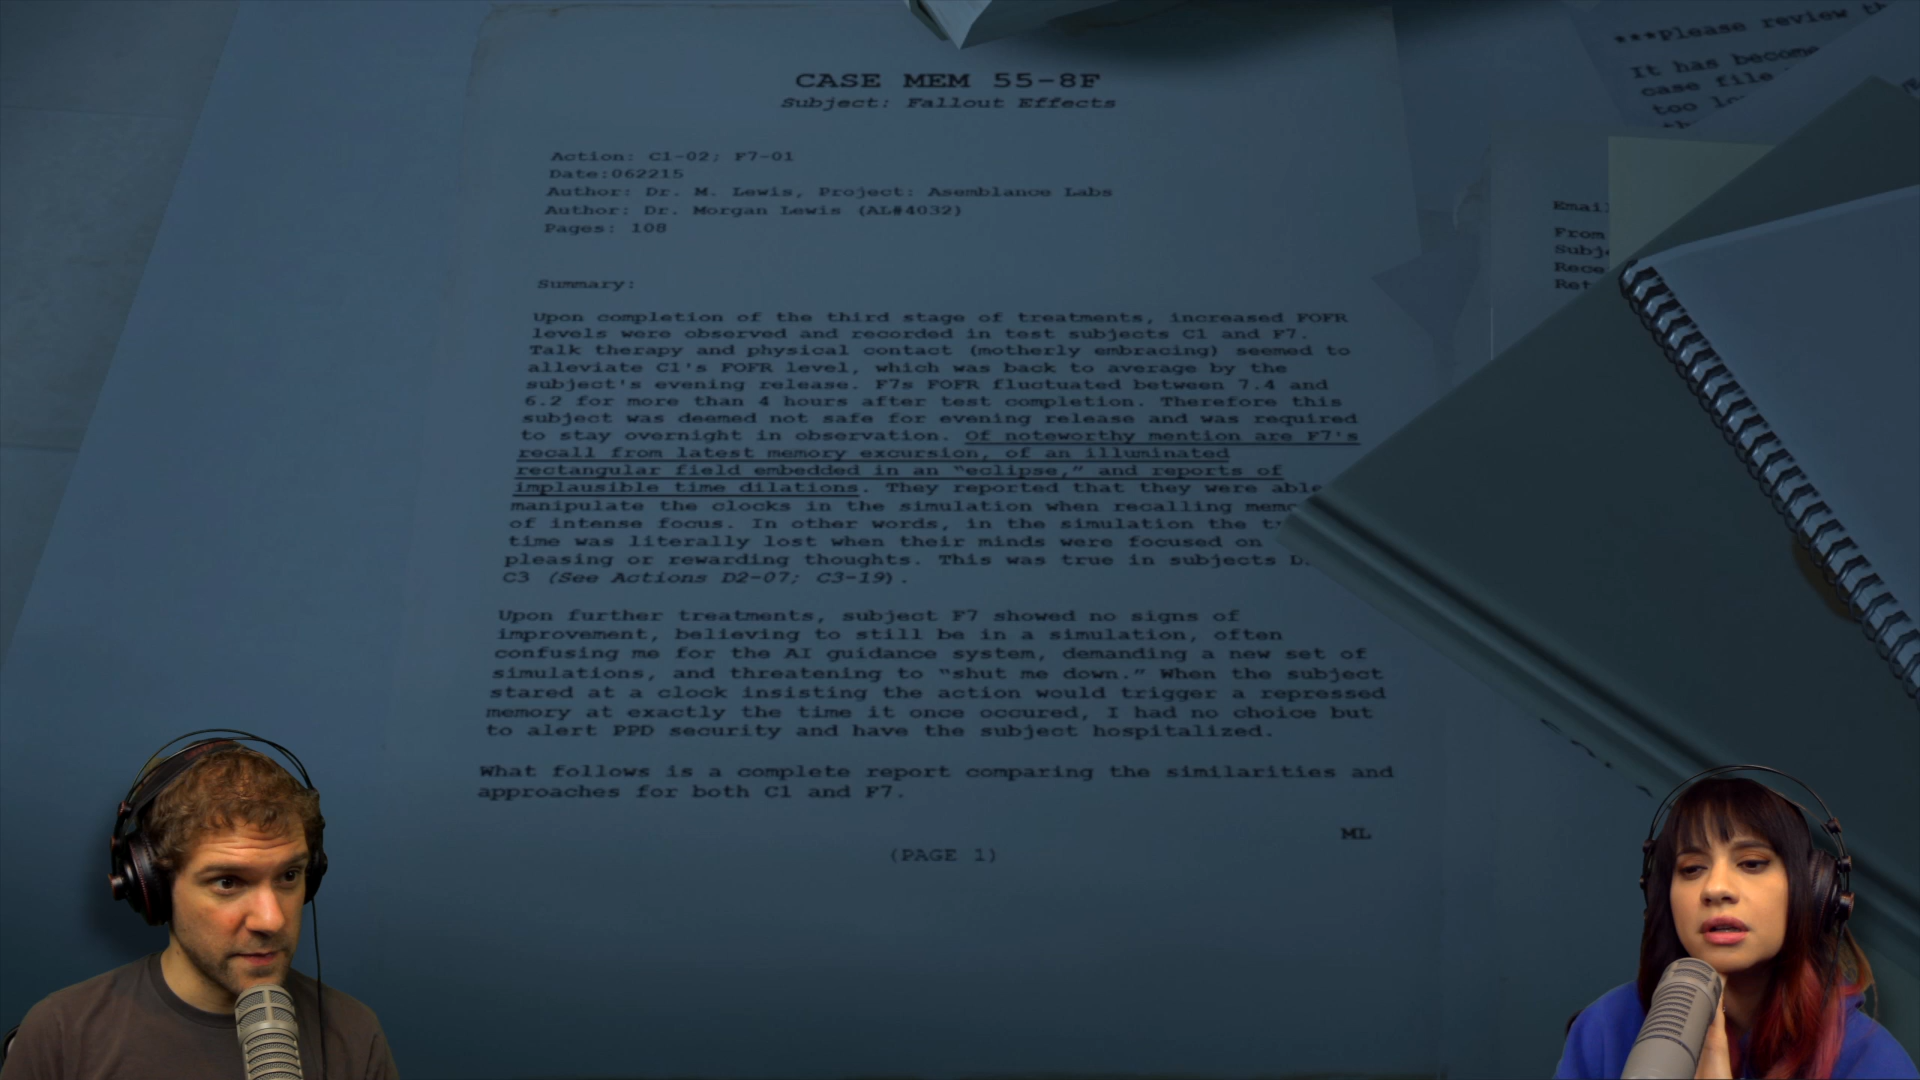 CASE MEM 55-8F
Subject: Fallout Effects
Action: C1-02; F7-01
Date:062215
Author: Dr. M. Lewis, Project: Asemblance Labs
Author: Dr. Morgan Lewis (AL#4032)
Pages: 108
Summary:
Upon completion of the third stage of treatments, increased FOFR
levels were observed and recorded in test subjects C1 and F7.
Talk therapy and physical contact (motherly embracing) seemed to
alleviate C1's FOFR level, which was back to average by the
subject's evening release. F7s FOFR fluctuated between 7.4 and
6.2 for more than 4 hours after test completion. Therefore this
subject was deemed not safe for evening release and was required
to stay overnight in observation. Of noteworthy mention are F7's
recall from latest memory excursion, of an illuminated
rectangular field embedded in an “eclipse,” and reports of
implausible time dilations. They reported that they were able
manipulate the clocks in the simulation when recalling
of intense focus. In other words, in the simulation the
time was literally lost when their minds were focused on
pleasing or rewarding thoughts. This was true in subjects
C3 (See Actions D2-07; C3-19).
Upon further treatments, subject F7 showed no signs of
improvement, believing to still be in a simulation, often
confusing me for the AI guidance system, demanding a new set of
simulations, and threatening to “shut me down.” When the subject
stared at a clock insisting the action would trigger a repressed
memory at exactly the time it once occured, I had no choice but
to alert PPD security and have the subject hospitalized.
What follows is a complete report comparing the similarities and
approaches for both C1 and F7.
ML
(PAGE 1)
***Please review
It has become
case file
too
Email
From